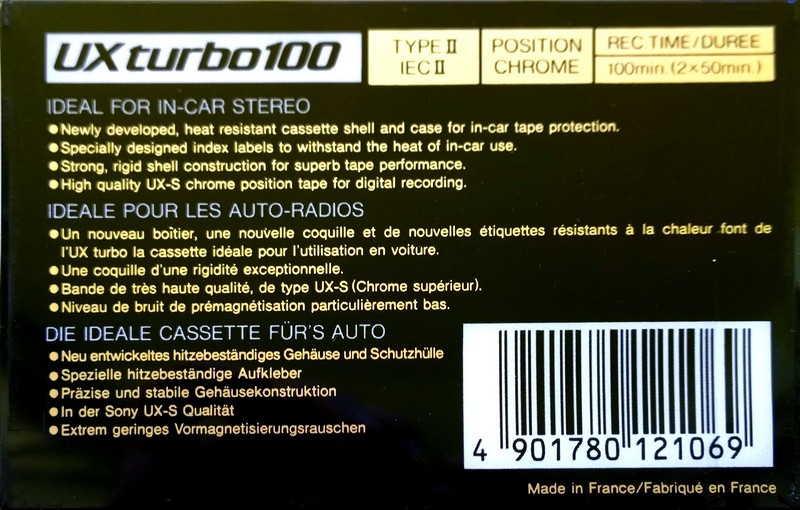 UX turbo 100
TYPE II
IEC II
POSITION
CHROME
REC TIME/DUREE
100min. (2×50min.)
IDEAL FOR IN-CAR STEREO
●Newly developed, heat resistant cassette shell and case for in-car tape protection.
●Specially designed index labels to withstand the heat of in-car use.
●Strong, rigid shell construction for superb tape performance.
●High quality UX-S chrome position tape for digital recording.
IDEALE POUR LES AUTO-RADIOS
●Un nouveau boîtier, une nouvelle coquille et de nouvelles étiquettes résistants à la chaleur font de
l'UX turbo la cassette idéale pour l'utilisation en voiture.
●Une coquille d'une rigidité exceptionnelle.
●Bande de très haute qualité, de type UX-S (Chrome supérieur).
●Niveau de bruit de prémagnétisation particulièrement bas.
DIE IDEALE CASSETTE FÜR'S AUTO
●Neu entwickeltes hitzebeständiges Gehäuse und Schutzhülle
●Spezielle hitzebeständige Aufkleber
●Präzise und stabile Gehäusekonstruktion
●In der Sony UX-S Qualität
●Extrem geringes Vormagnetisierungsrauschen
4 901780 121069
Made in France/Fabriqué en France